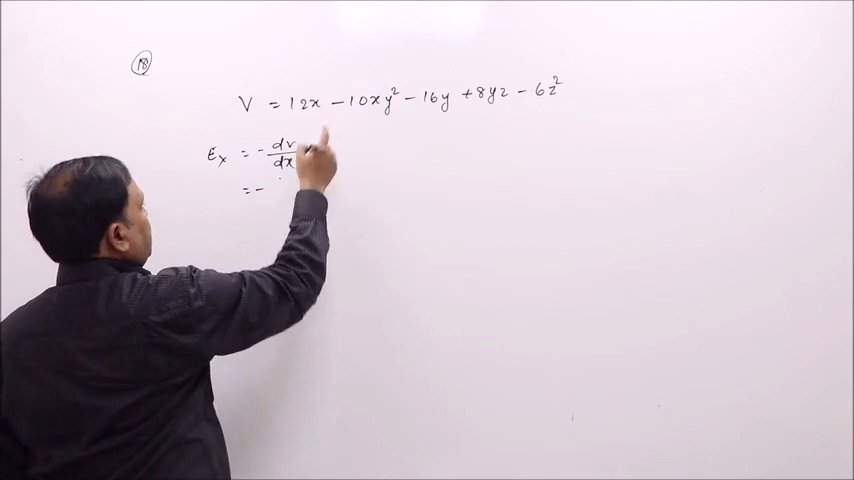 18
V = 12x - 10xy² - 16y + 8yz - 6z²
Eₓ = - dv/dx
= -